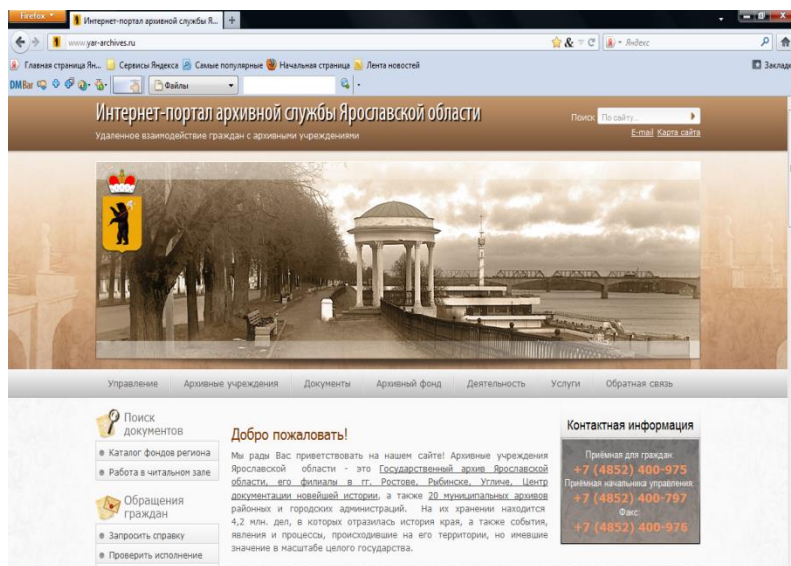 Firefox
Интернет-портал архивной службы Я...
www.yar-archives.ru
Яндекс
Главная страница Ян...
Сервисы Яндекса
Самые популярные
Начальная страница
Лента новостей
Заклад
DMBar
Файлы
Интернет-портал архивной службы Ярославской области
Удаленное взаимодействие граждан с архивными учреждениями
Поиск
По сайту...
E-mail Карта сайта
Управление
Архивные учреждения
Документы
Архивный фонд
Деятельность
Услуги
Обратная связь
Поиск
документов
Каталог фондов региона
Работа в читальном зале
Обращения
граждан
Запросить справку
Проверить исполнение
Добро пожаловать!
Мы рады Вас приветствовать на нашем сайте! Архивные учреждения
Ярославской области - это Государственный архив Ярославской
области, его филиалы в гг. Ростове, Рыбинске, Угличе, Центр
документации новейшей истории, а также 20 муниципальных архивов
районных и городских администраций. На их хранении находится
4,2 млн. дел, в которых отразилась история края, а также события,
явления и процессы, происходившие на его территории, но имевшие
значение в масштабе целого государства.
Контактная информация
Приёмная для граждан:
+7 (4852) 400-975
Приёмная начальника управления:
+7 (4852) 400-797
Факс:
+7 (4852) 400-976